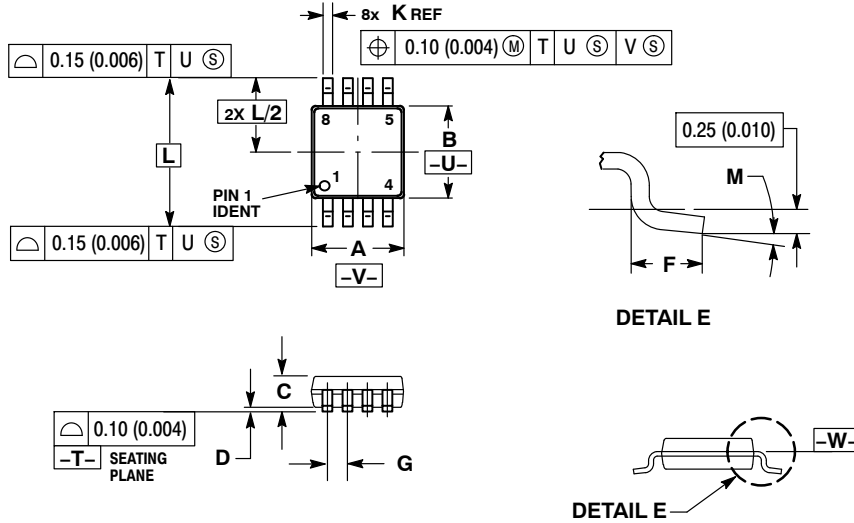 8x K REF
⌖ 0.10 (0.004) Ⓜ T U Ⓢ V Ⓢ
⌓ 0.15 (0.006) T U Ⓢ
2X L/2
L
8 5
B
–U–
1
4
PIN 1
IDENT
⌓ 0.15 (0.006) T U Ⓢ
A
–V–
0.25 (0.010)
M
F
DETAIL E
C
⌓ 0.10 (0.004)
–T– SEATING
PLANE
D
G
–W–
DETAIL E